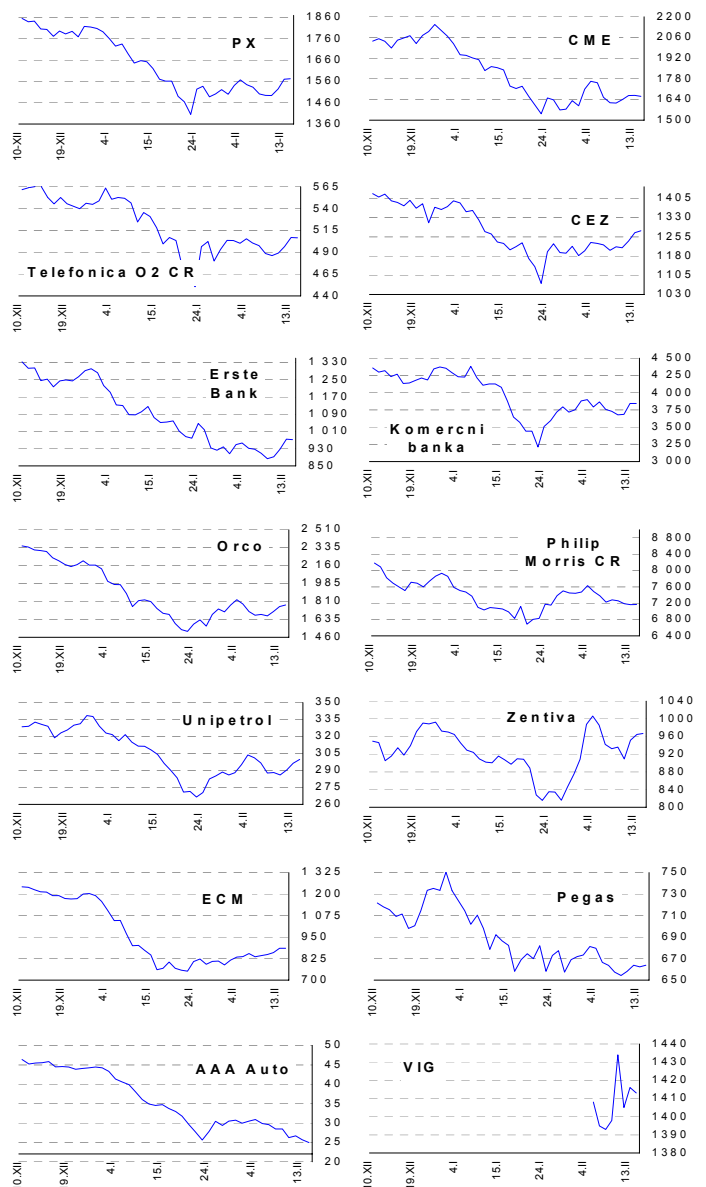 PX
1860
1760
1660
1560
1460
1360
10-XII
19-XII
4-I
15-I
24-I
4-II
13-II
CME
2200
2060
1920
1780
1640
1500
10.XII
19.XII
4.I
15.I
24.I
4.II
13.II
Telefonica O2 CR
565
540
515
490
465
440
10.XII
19.XII
4.I
15.I
24.I
4.II
13.II
CEZ
1405
1330
1255
1180
1105
1030
10.XII
19.XII
4.I
15.I
24.I
4.II
13.II
Erste
Bank
1 330
1 250
1 170
1 090
1 010
930
850
10.XII
19.XII
4.I
15.I
24.I
4.II
13.II
Komercni
banka
4 500
4 250
4 000
3 750
3 500
3 250
3 000
10.XII
19.XII
4.I
15.I
24.I
4.II
13.II
Orco
2 510
2 335
2 160
1 985
1 810
1 635
1 460
10.XII
19.XII
4.I
15.I
24.I
4.II
13.II
Philip
Morris CR
8 800
8 400
8 000
7 600
7 200
6 800
6 400
10.XII
19.XII
4.I
15.I
24.I
4.II
13.II
Unipetrol
350
335
320
305
290
275
260
10.XII
19.XII
4.I
15.I
24.I
4.II
13.II
Zentiva
1040
1000
960
920
880
840
800
10.XII
19.XII
4.I
15.I
24.I
4.II
13.II
ECM
1 325
1 200
1 075
950
825
700
10.XII
19.XII
4.I
15.I
24.I
4.II
13.II
Pegas
750
730
710
690
670
650
10.XII
19.XII
4.I
15.I
24.I
4.II
13.II
AAA Auto
50
45
40
35
30
25
20
0.XII
9.XII
4.I
15.I
24.I
4.II
13.II
VIG
1440
1430
1420
1410
1400
1390
1380
10.XII
19.XII
4.I
15.I
24.I
4.II
13.II